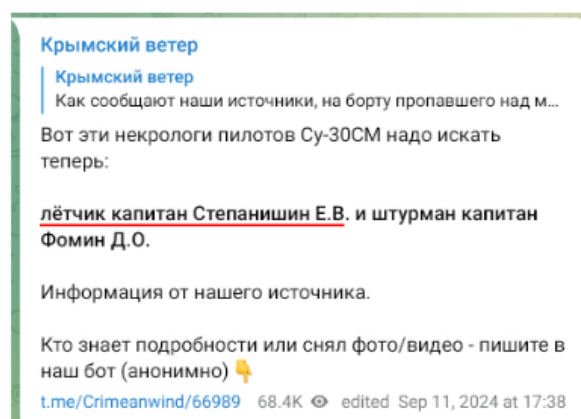 Крымский ветер
Крымский ветер
Как сообщают наши источники, на борту пропавшего над м...
Вот эти некрологи пилотов Су-30СМ надо искать
теперь:
лётчик капитан Степанишин Е.В. и штурман капитан
Фомин Д.О.
Информация от нашего источника.
Кто знает подробности или снял фото/видео - пишите в
наш бот (анонимно) 👇
t.me/Crimeanwind/66989 68.4K edited Sep 11, 2024 at 17:38